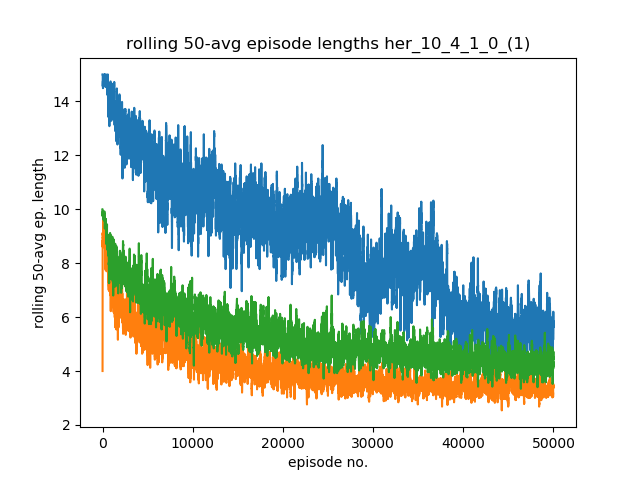 rolling 50-avg episode lengths her_10_4_1_0_(1)
rolling 50-avg ep. length
14
12
10
8
6
4
2
0 10000 20000 30000 40000 50000
episode no.